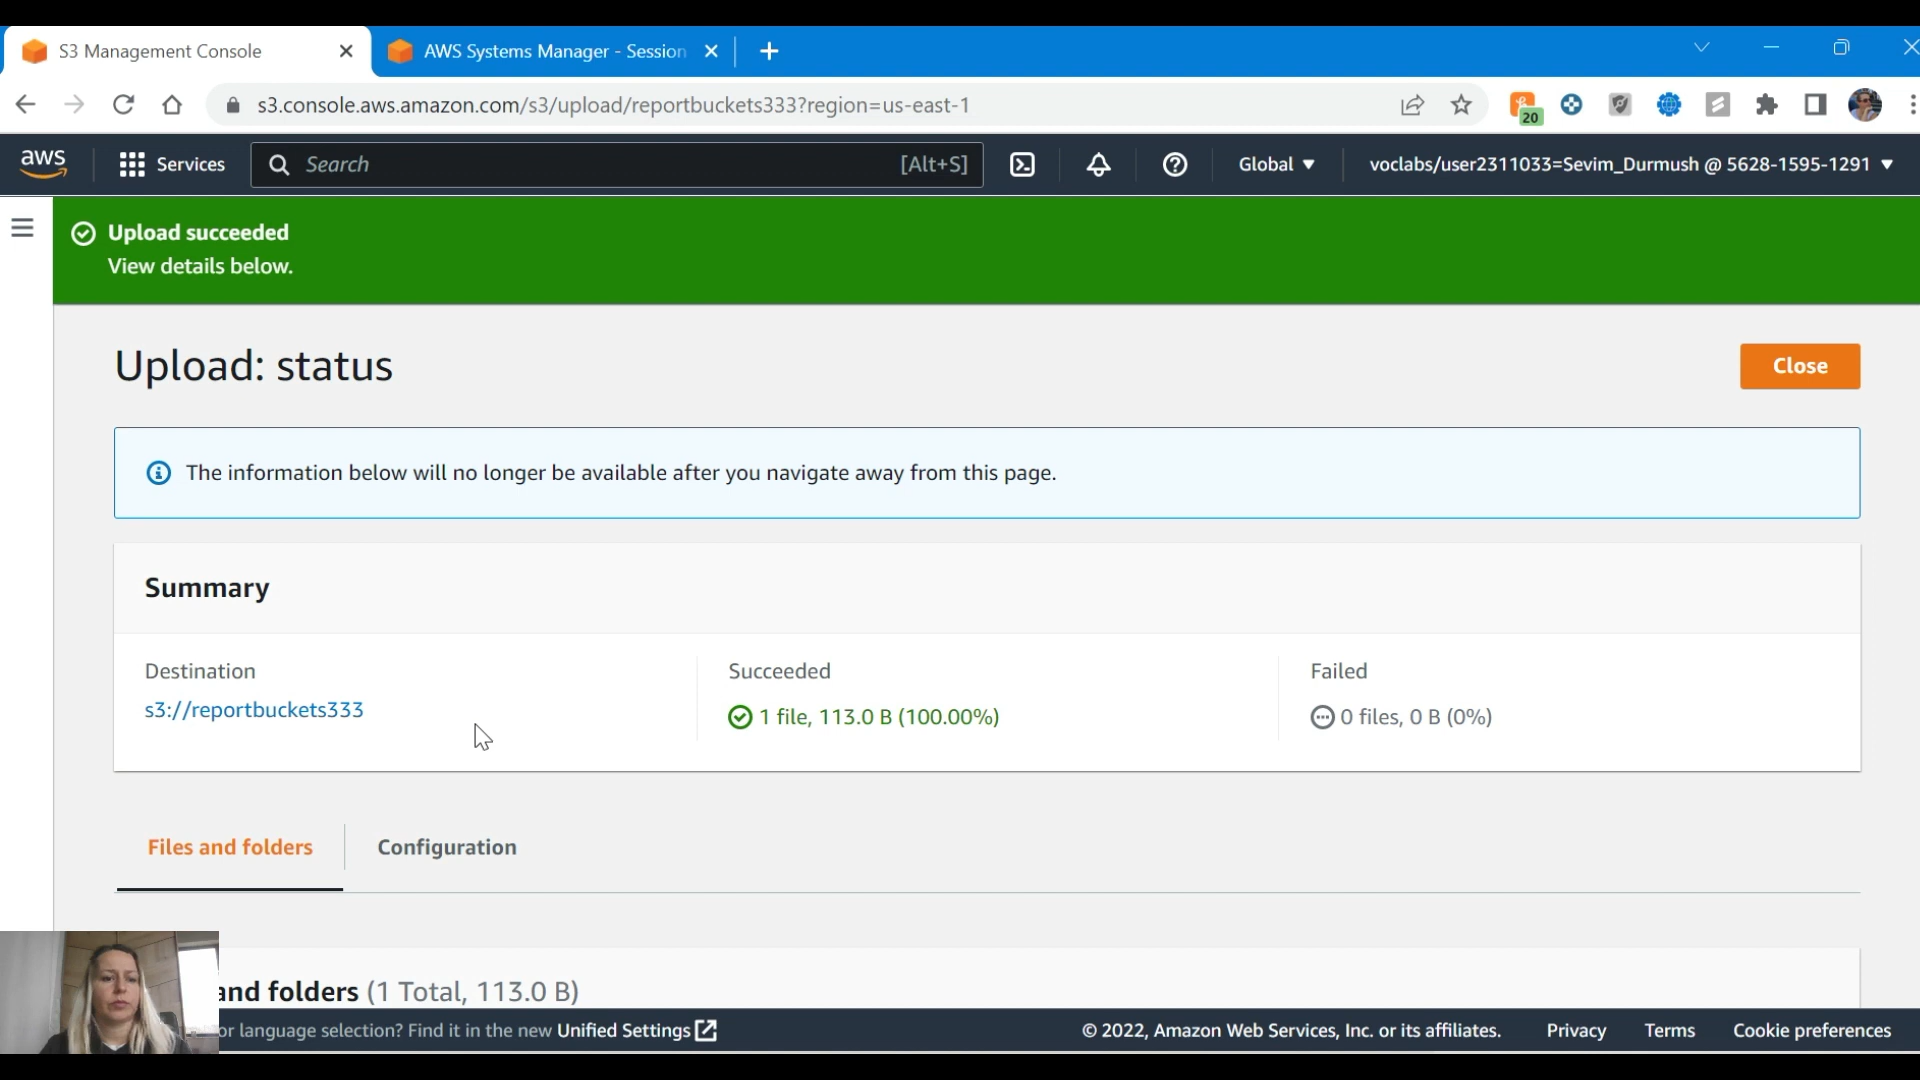 S3 Management Console
AWS Systems Manager - Session
s3.console.aws.amazon.com/s3/upload/reportbuckets333?region=us-east-1
20
aws
Services
Search
[Alt+S]
Global
voclabs/user2311033=Sevim_Durmush @ 5628-1595-1291
Upload succeeded
View details below.
Upload: status
Close
The information below will no longer be available after you navigate away from this page.
Summary
Destination
s3://reportbuckets333
Succeeded
1 file, 113.0 B (100.00%)
Failed
0 files, 0 B (0%)
Files and folders
Configuration
and folders (1 Total, 113.0 B)
or language selection? Find it in the new Unified Settings
© 2022, Amazon Web Services, Inc. or its affiliates.
Privacy
Terms
Cookie preferences